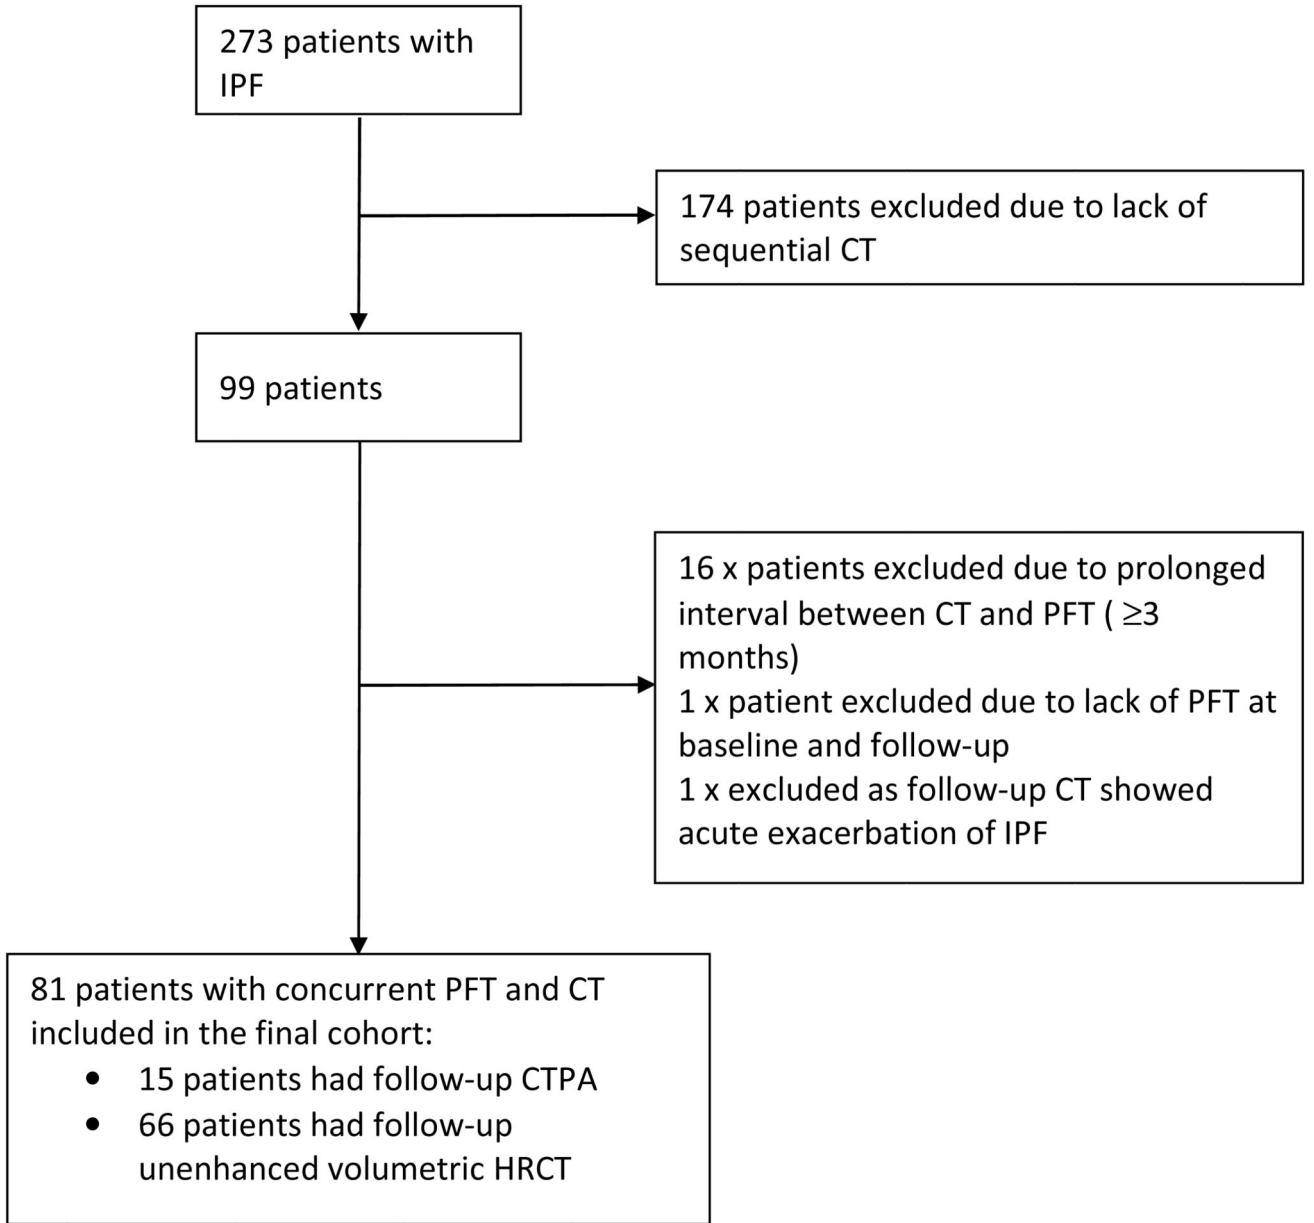 273 patients with
IPF
174 patients excluded due to lack of
sequential CT
99 patients
16 x patients excluded due to prolonged
interval between CT and PFT ( ≥3
months)
1 x patient excluded due to lack of PFT at
baseline and follow-up
1 x excluded as follow-up CT showed
acute exacerbation of IPF
81 patients with concurrent PFT and CT
included in the final cohort:
• 15 patients had follow-up CTPA
• 66 patients had follow-up
unenhanced volumetric HRCT